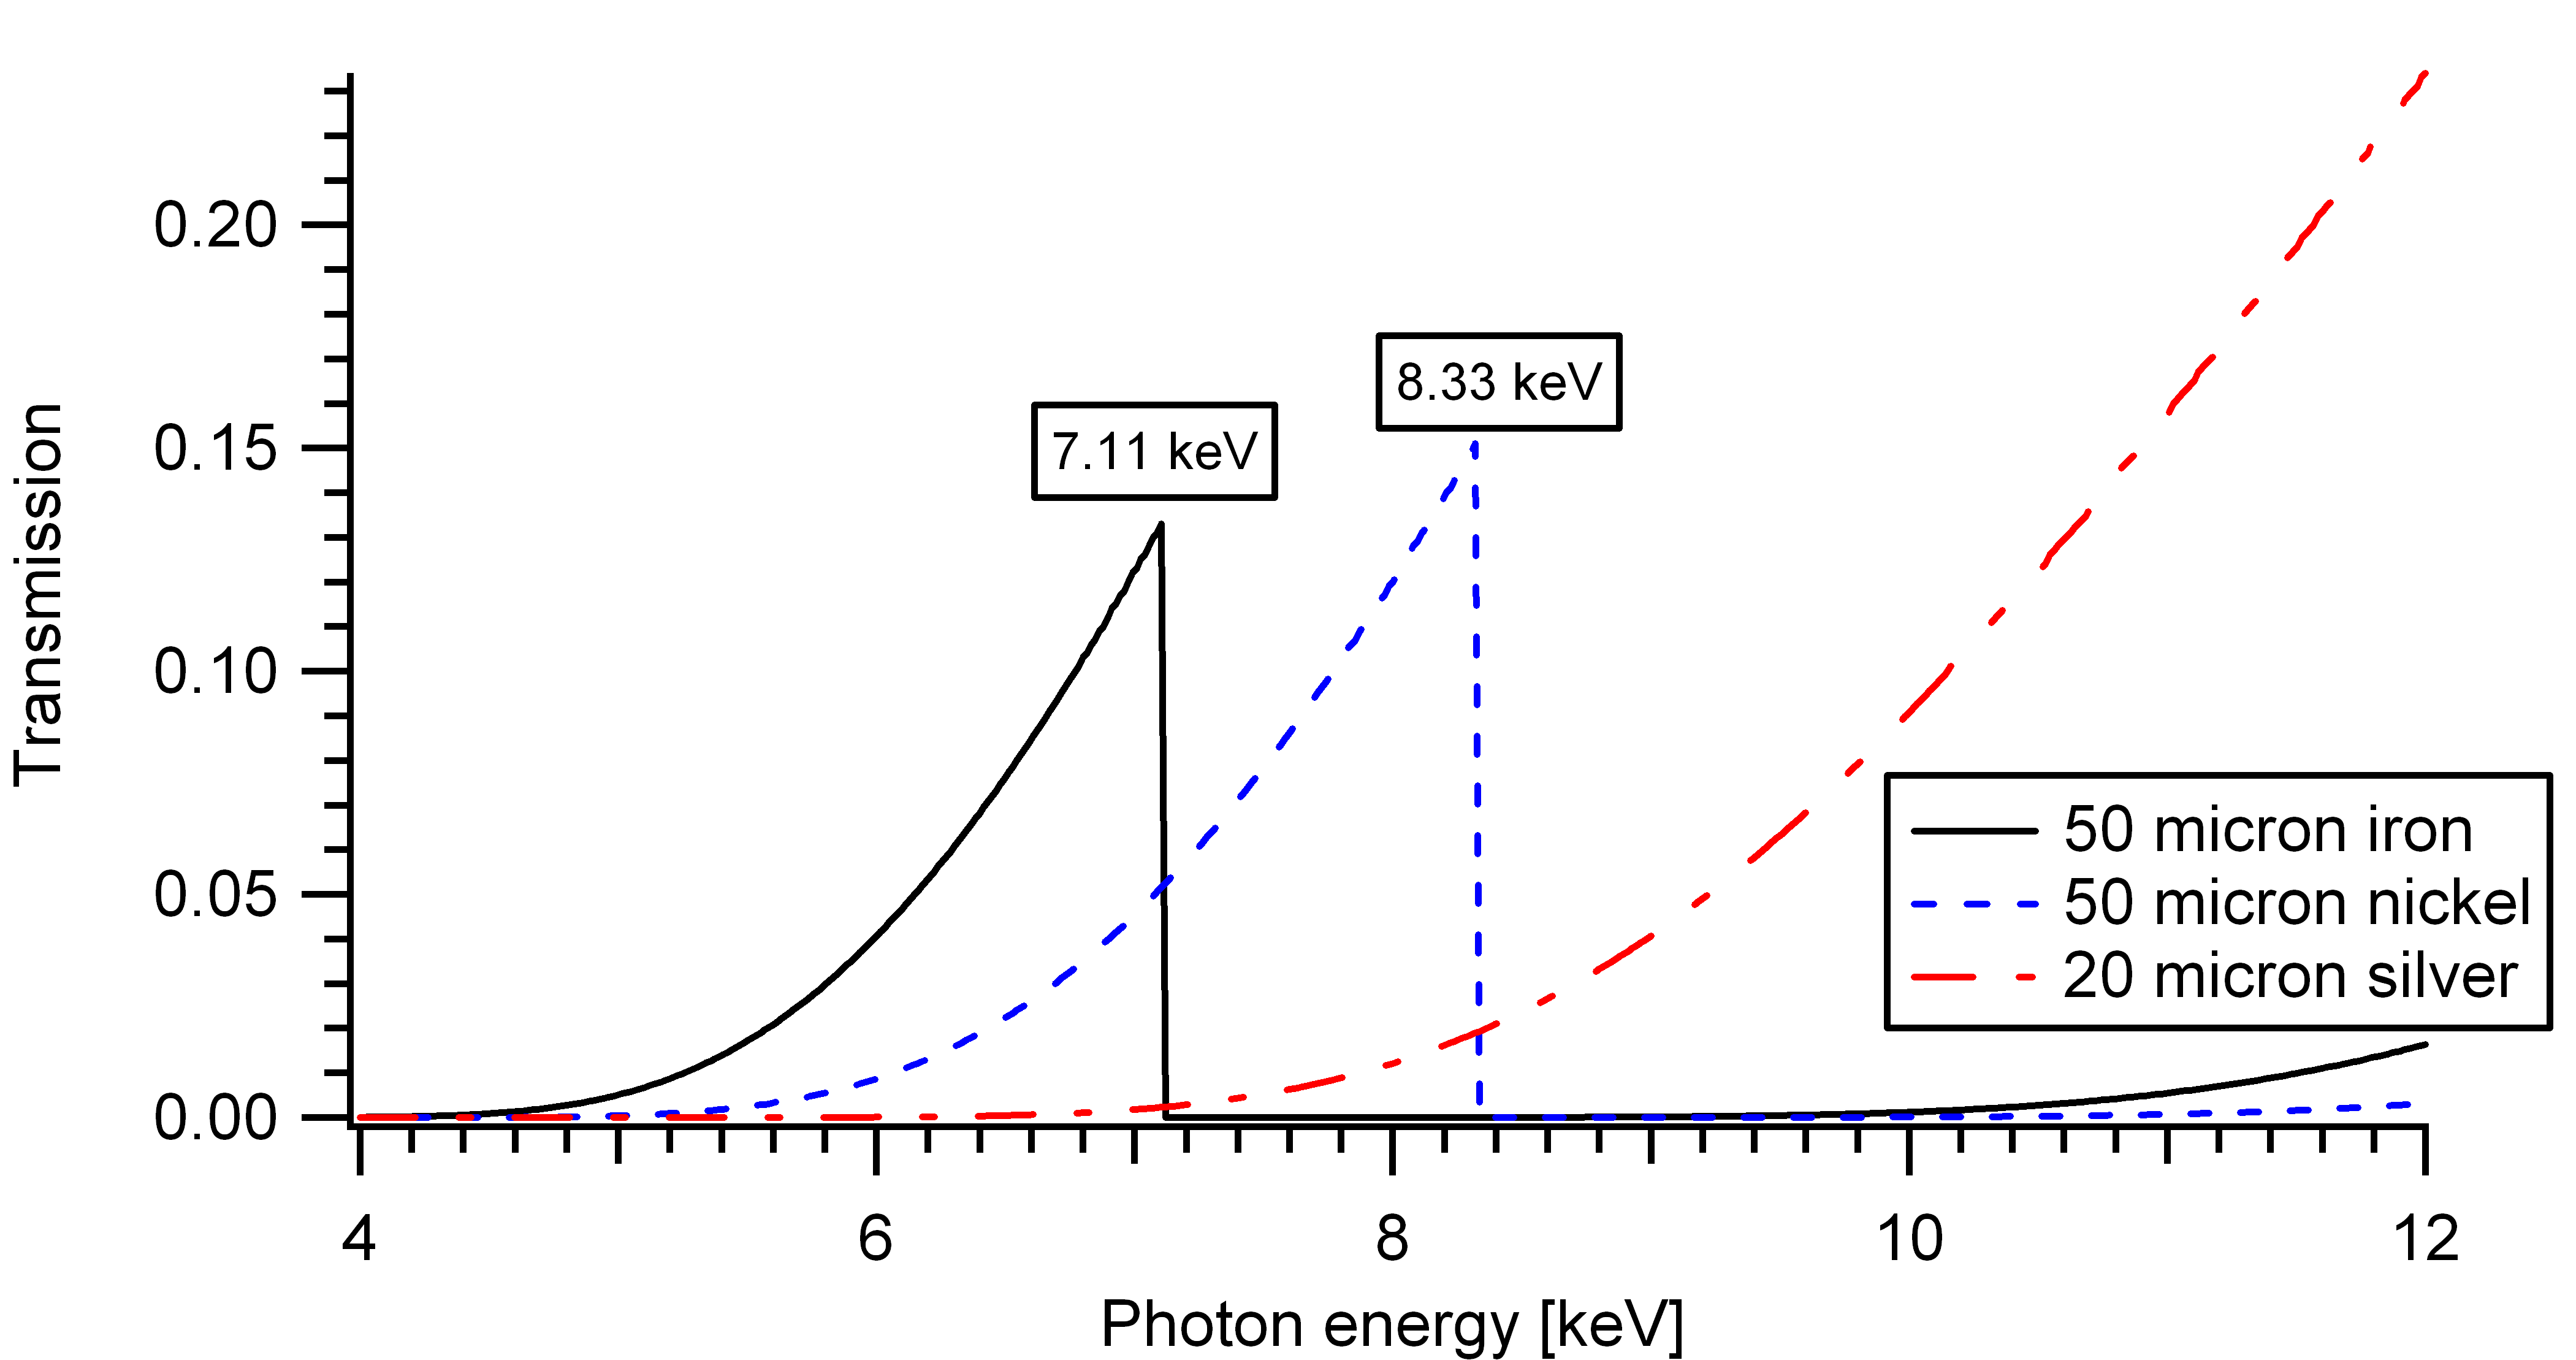 Transmission
0.20
0.15
0.10
0.05
0.00
7.11 keV
8.33 keV
50 micron iron
50 micron nickel
20 micron silver
4 6 8 10 12
Photon energy [keV]